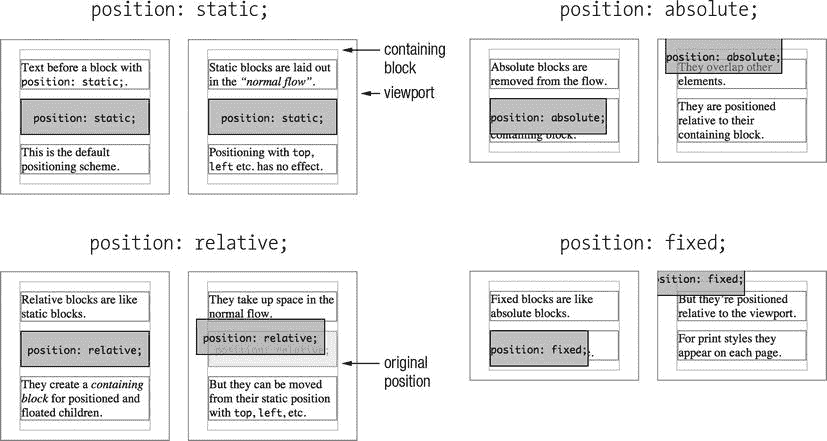 position: static;
Text before a block with
position: static;.
position: static;
This is the default
positioning scheme.
Static blocks are laid out
in the “normal flow”.
position: static;
Positioning with top,
left etc. has no effect.
containing
block
viewport
position: absolute;
Absolute blocks are
removed from the flow.
position: absolute;
containing block.
position: absolute;
They overlap other
elements.
They are positioned
relative to their
containing block.
position: relative;
Relative blocks are like
static blocks.
position: relative;
They create a containing
block for positioned and
floated children.
They take up space in the
normal flow.
position: relative;
position: relative;
But they can be moved
from their static position
with top, left, etc.
original
position
position: fixed;
Fixed blocks are like
absolute blocks.
position: fixed;
sition: fixed;
But they’re positioned
relative to the viewport.
For print styles they
appear on each page.